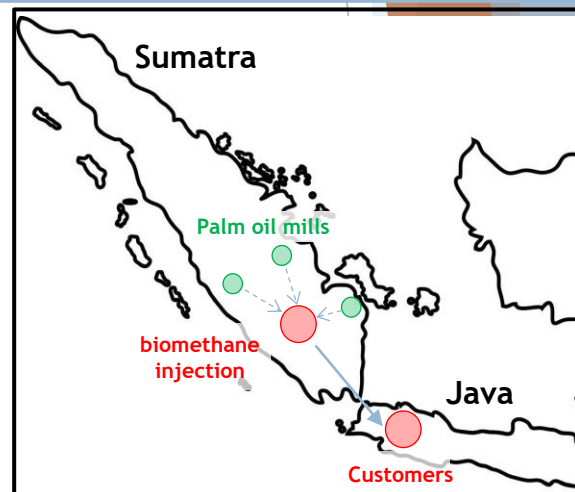 Sumatra
Palm oil mills
biomethane
injection
Java
Customers